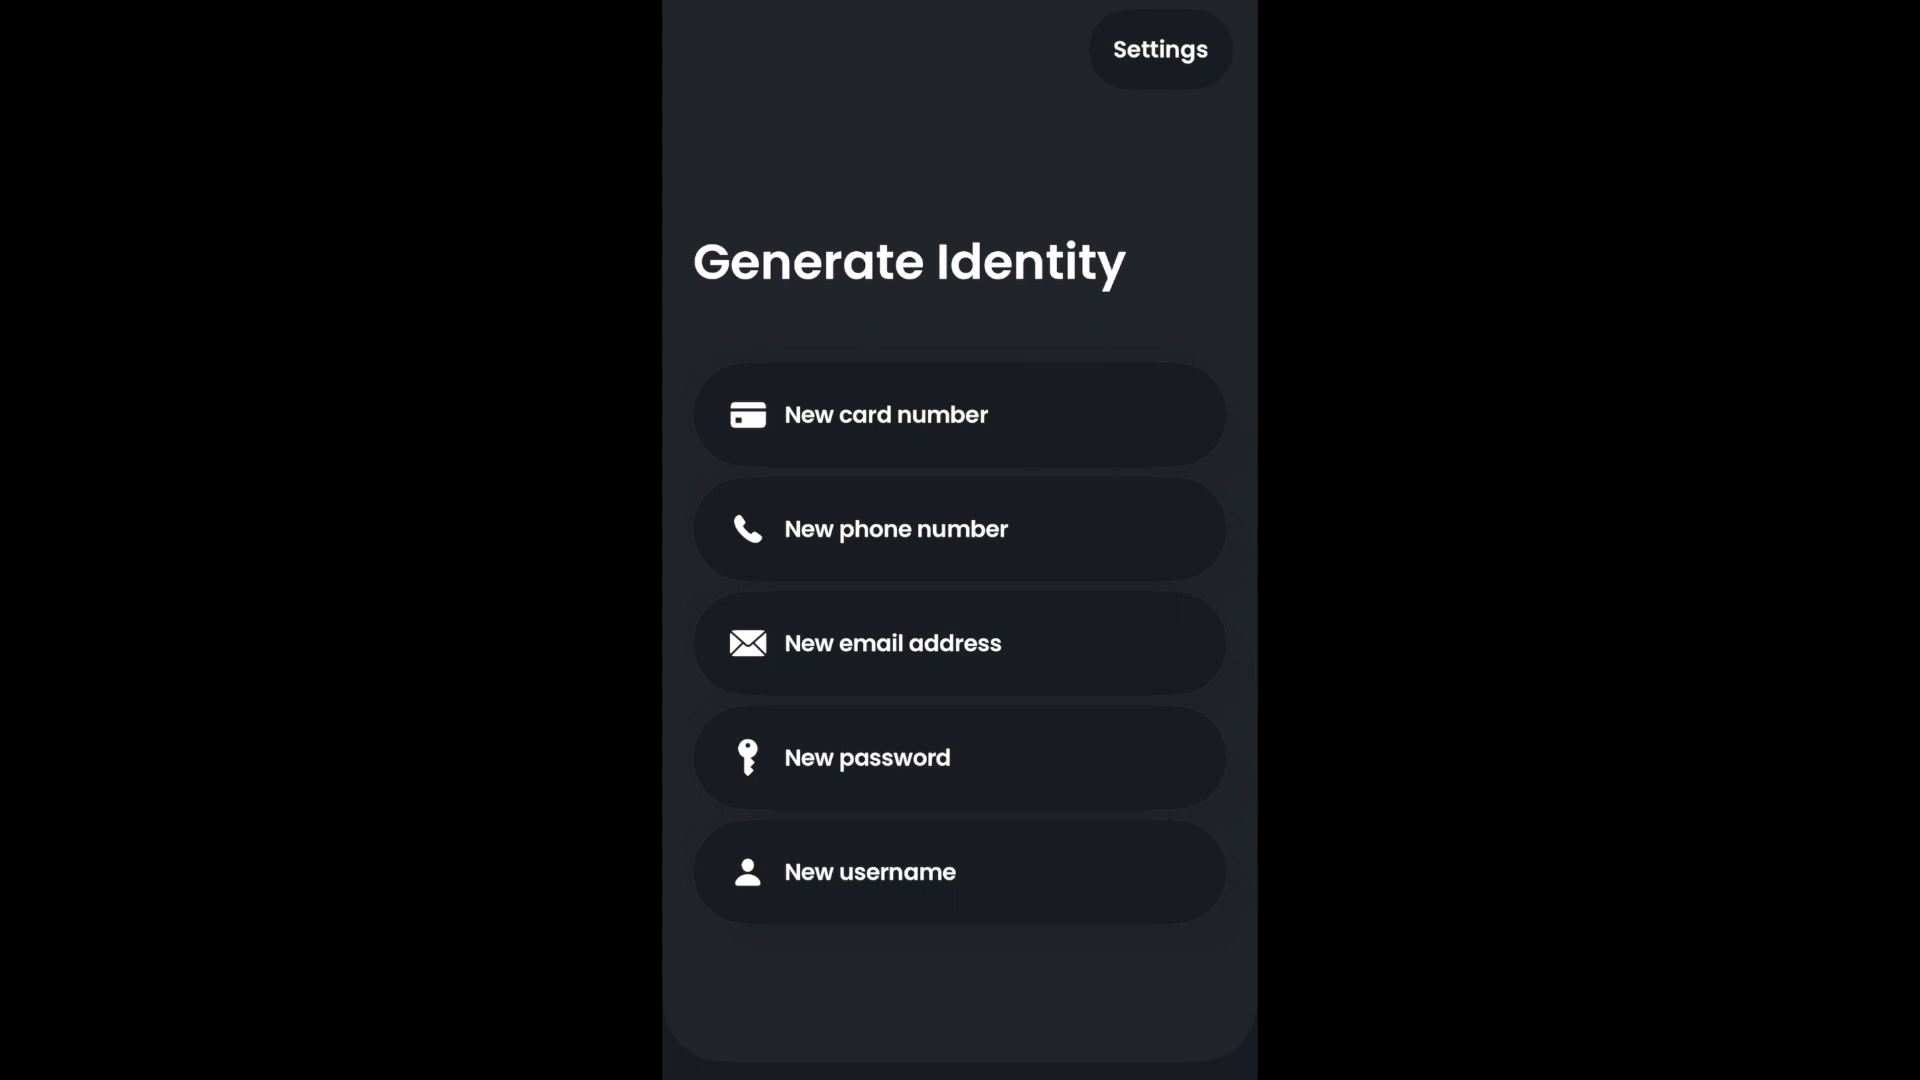 Settings
Generate Identity
New card number
New phone number
New email address
New password
New username